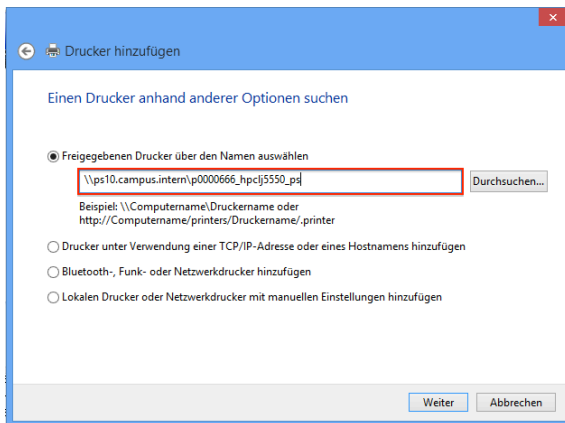 Drucker hinzufügen
Einen Drucker anhand anderer Optionen suchen
Freigegebenen Drucker über den Namen auswählen
\\ps10.campus.intern\p0000666_hpclj5550_ps
Durchsuchen...
Beispiel: \\Computername\Druckername oder
http://Computername/printers/Druckername/.printer
Drucker unter Verwendung einer TCP/IP-Adresse oder eines Hostnamens hinzufügen
Bluetooth-, Funk- oder Netzwerkdrucker hinzufügen
Lokalen Drucker oder Netzwerkdrucker mit manuellen Einstellungen hinzufügen
Weiter
Abbrechen